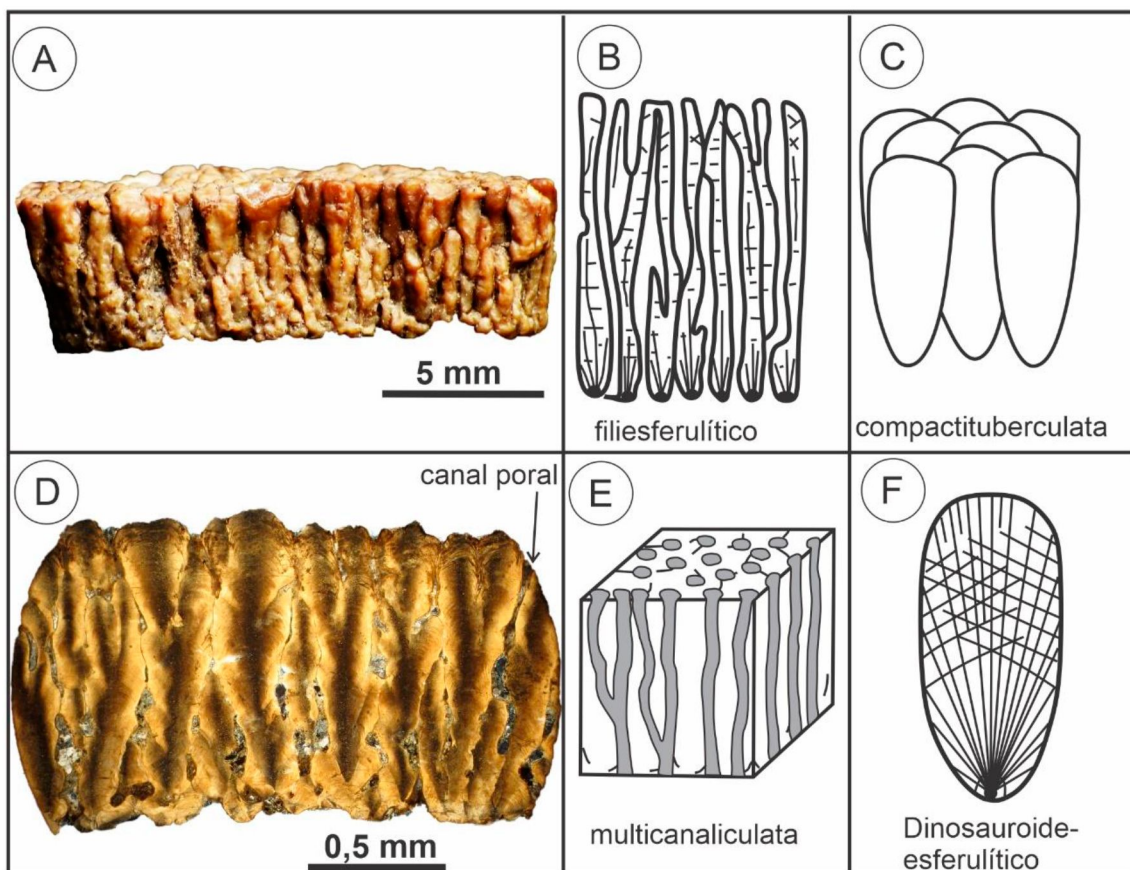 A
5 mm
B
filiesferulítico
C
compactituberculata
D
canal poral
0,5 mm
E
multicanaliculata
F
Dinosauroide-
esferulítico